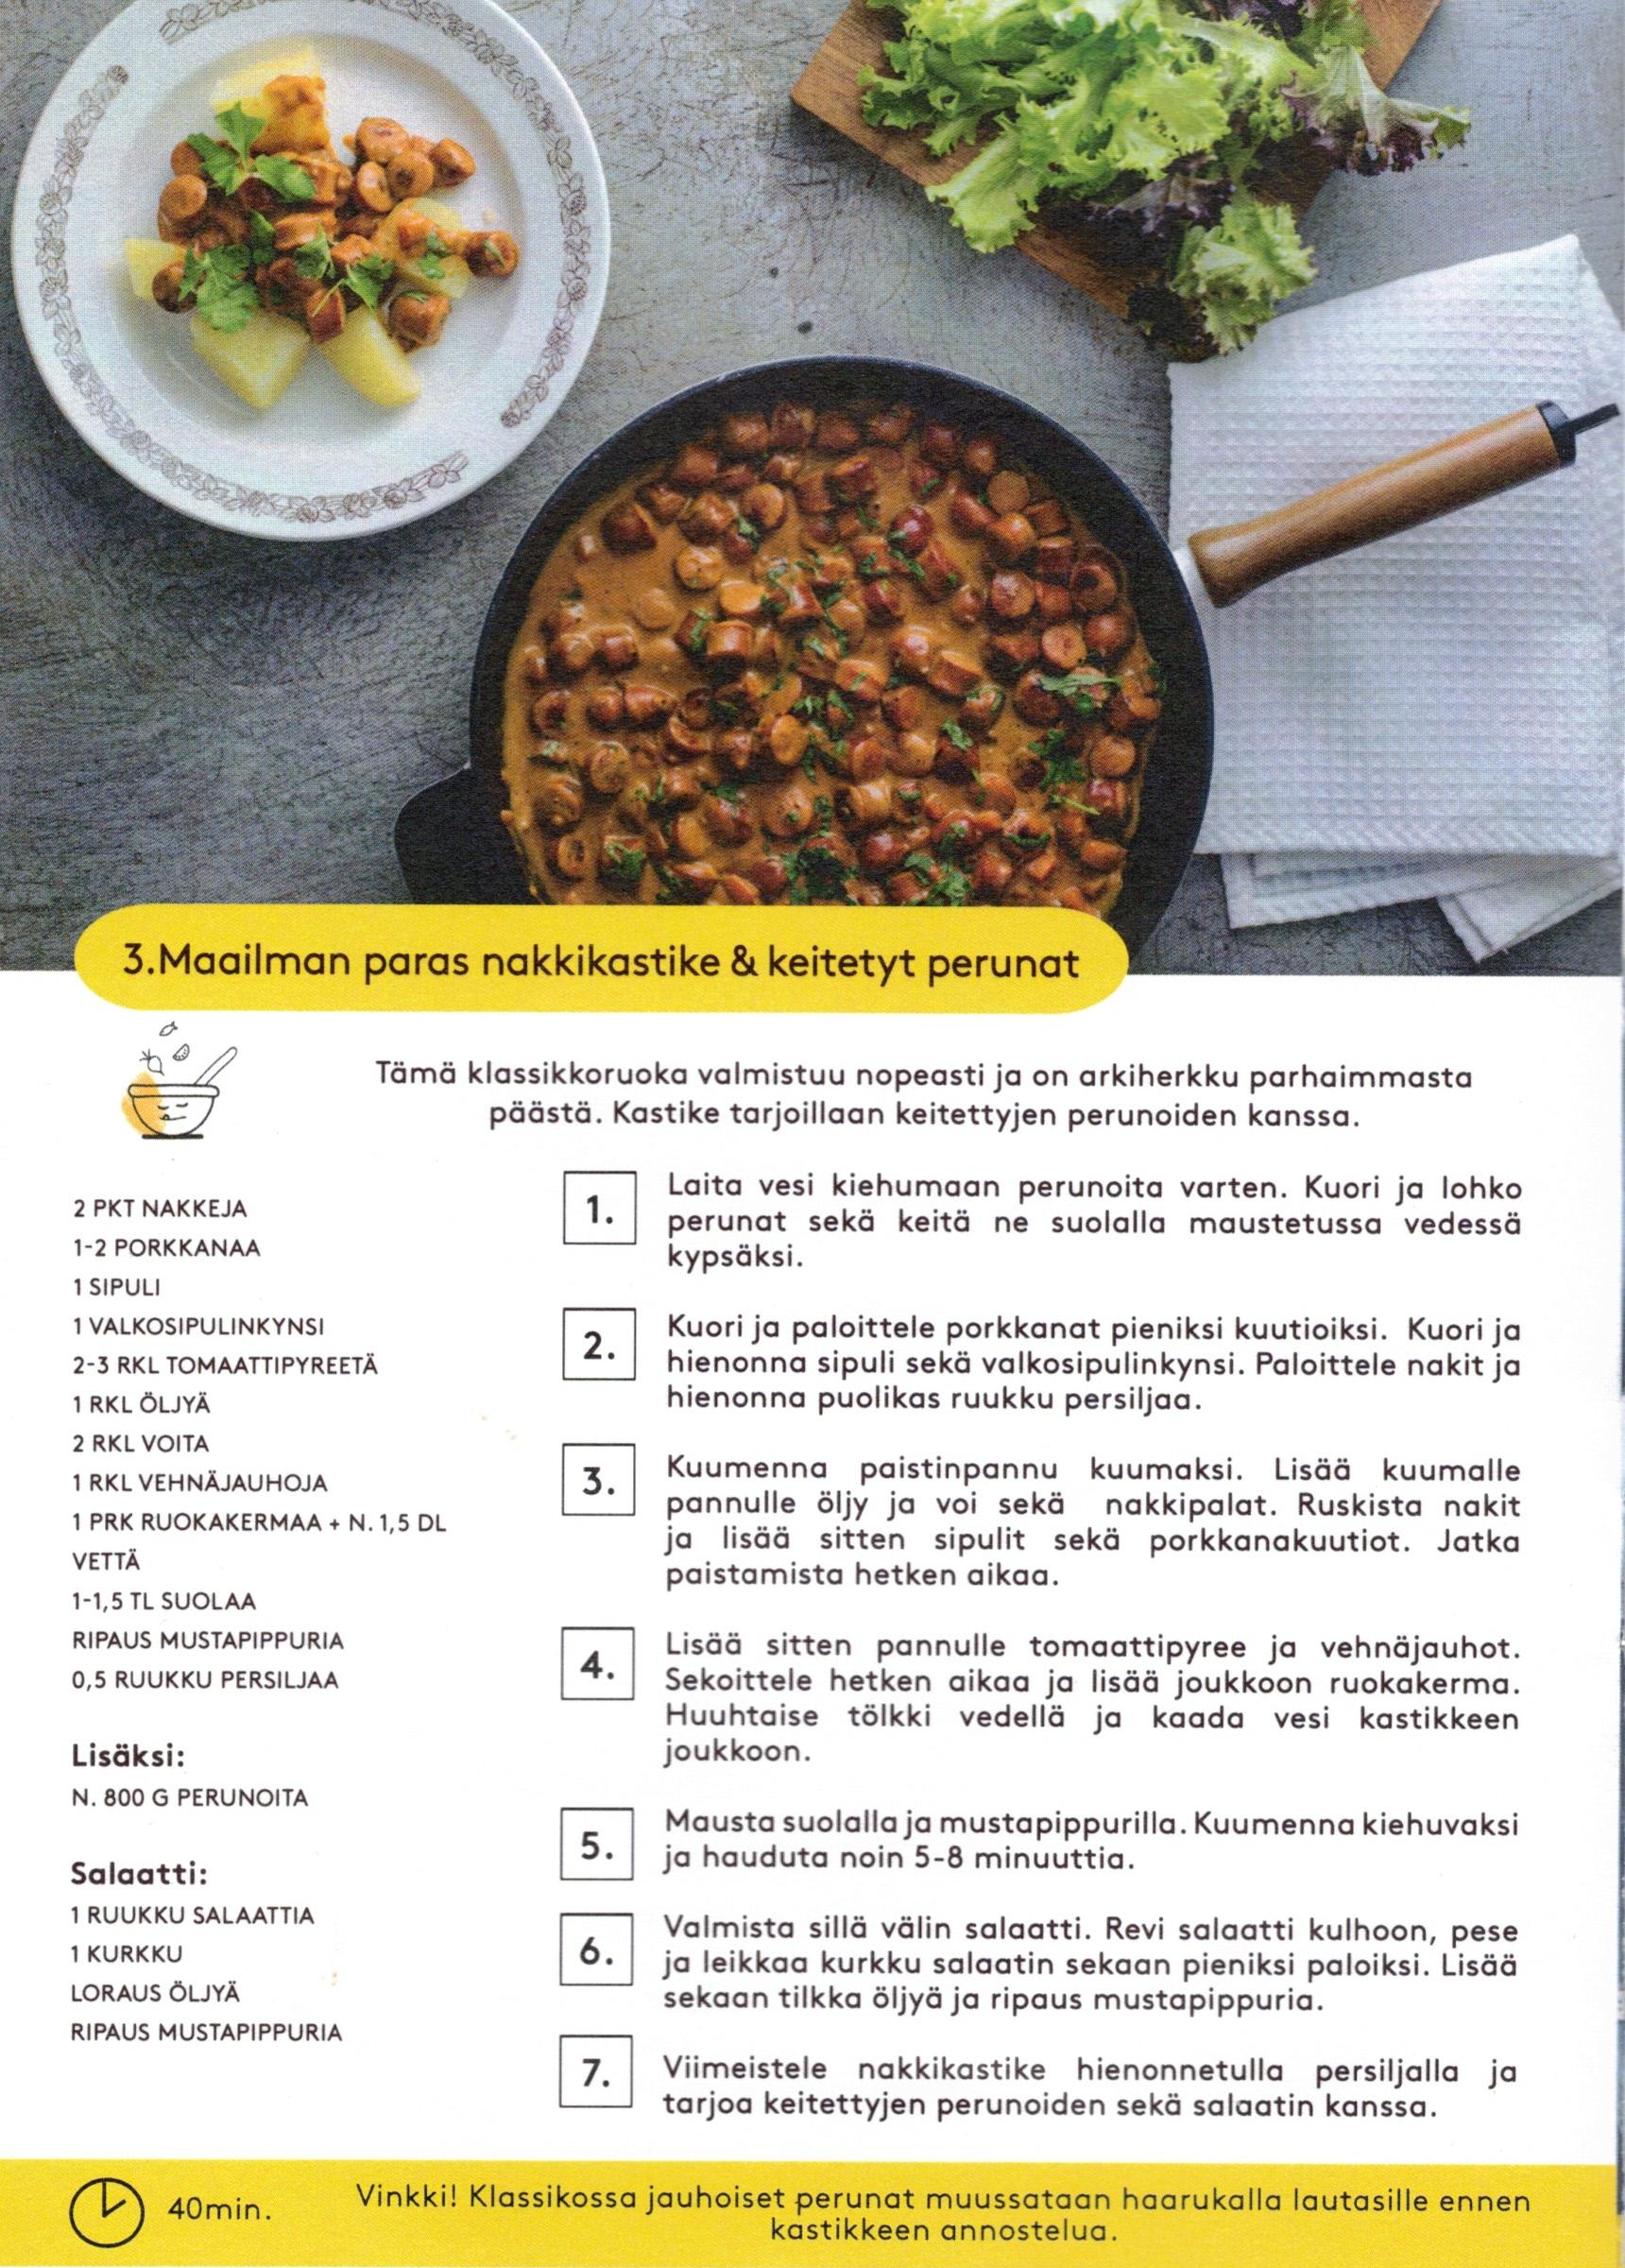 3.Maailman paras nakkikastike & keitetyt perunat
Tämä klassikkoruoka valmistuu nopeasti ja on arkiherkku parhaimmasta
päästä. Kastike tarjoillaan keitettyjen perunoiden kanssa.
2 PKT NAKKEJA
1-2 PORKKANAA
1 SIPULI
1 VALKOSIPULINKYNSI
2-3 RKL TOMAATTIPYREETÄ
1 RKL ÖLJYÄ
2 RKL VOITA
1 RKL VEHNÄJAUHOJA
1 PRK RUOKAKERMAA + N. 1,5 DL
VETTÄ
1-1,5 TL SUOLAA
RIPAUS MUSTAPIPPURIA
0,5 RUUKKU PERSILJAA
Lisäksi:
N. 800 G PERUNOITA
Salaatti:
1 RUUKKU SALAATTIA
1 KURKKU
LORAUS ÖLJYÄ
RIPAUS MUSTAPIPPURIA
1.
Laita vesi kiehumaan perunoita varten. Kuori ja lohko
perunat sekä keitä ne suolalla maustetussa vedessä
kypsäksi.
2.
Kuori ja paloittele porkkanat pieniksi kuutioiksi. Kuori ja
hienonna sipuli sekä valkosipulinkynsi. Paloittele nakit ja
hienonna puolikas ruukku persiljaa.
3.
Kuumenna paistinpannu kuumaksi. Lisää kuumalle
pannulle öljy ja voi sekä nakkipalat. Ruskista nakit
ja lisää sitten sipulit sekä porkkanakuutiot. Jatka
paistamista hetken aikaa.
4.
Lisää sitten pannulle tomaattipyree ja vehnäjauhot.
Sekoittele hetken aikaa ja lisää joukkoon ruokakerma.
Huuhtaise tölkki vedellä ja kaada vesi kastikkeen
joukkoon.
5.
Mausta suolalla ja mustapippurilla. Kuumenna kiehuvaksi
ja hauduta noin 5-8 minuuttia.
6.
Valmista sillä välin salaatti. Revi salaatti kulhoon, pese
ja leikkaa kurkku salaatin sekaan pieniksi paloiksi. Lisää
sekaan tilkka öljyä ja ripaus mustapippuria.
7.
Viimeistele nakkikastike hienonnetulla persiljalla ja
tarjoa keitettyjen perunoiden sekä salaatin kanssa.
40min.
Vinkki! Klassikossa jauhoiset perunat muussataan haarukalla lautasille ennen
kastikkeen annostelua.